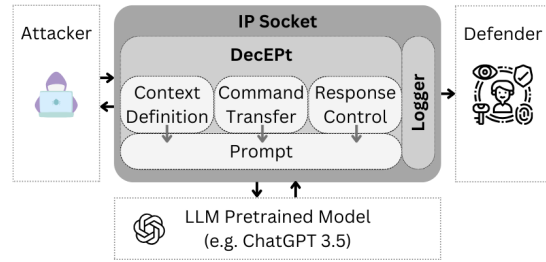 Attacker
IP Socket
DecEPt
Context
Definition
Command
Transfer
Response
Control
Prompt
Logger
Defender
LLM Pretrained Model
(e.g. ChatGPT 3.5)